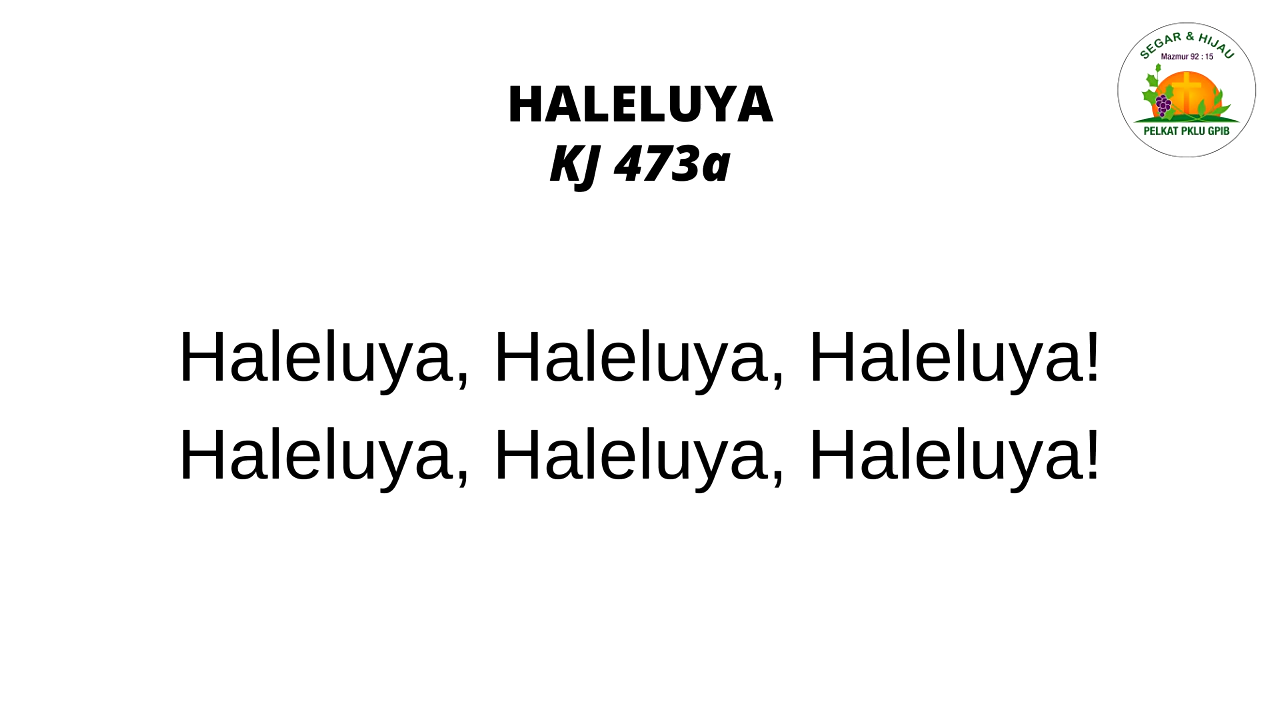 SEGAR & HIJAU
Mazmur 92 : 15
PELKAT PKLU GPIB
HALELUYA
KJ 473a
Haleluya, Haleluya, Haleluya!
Haleluya, Haleluya, Haleluya!